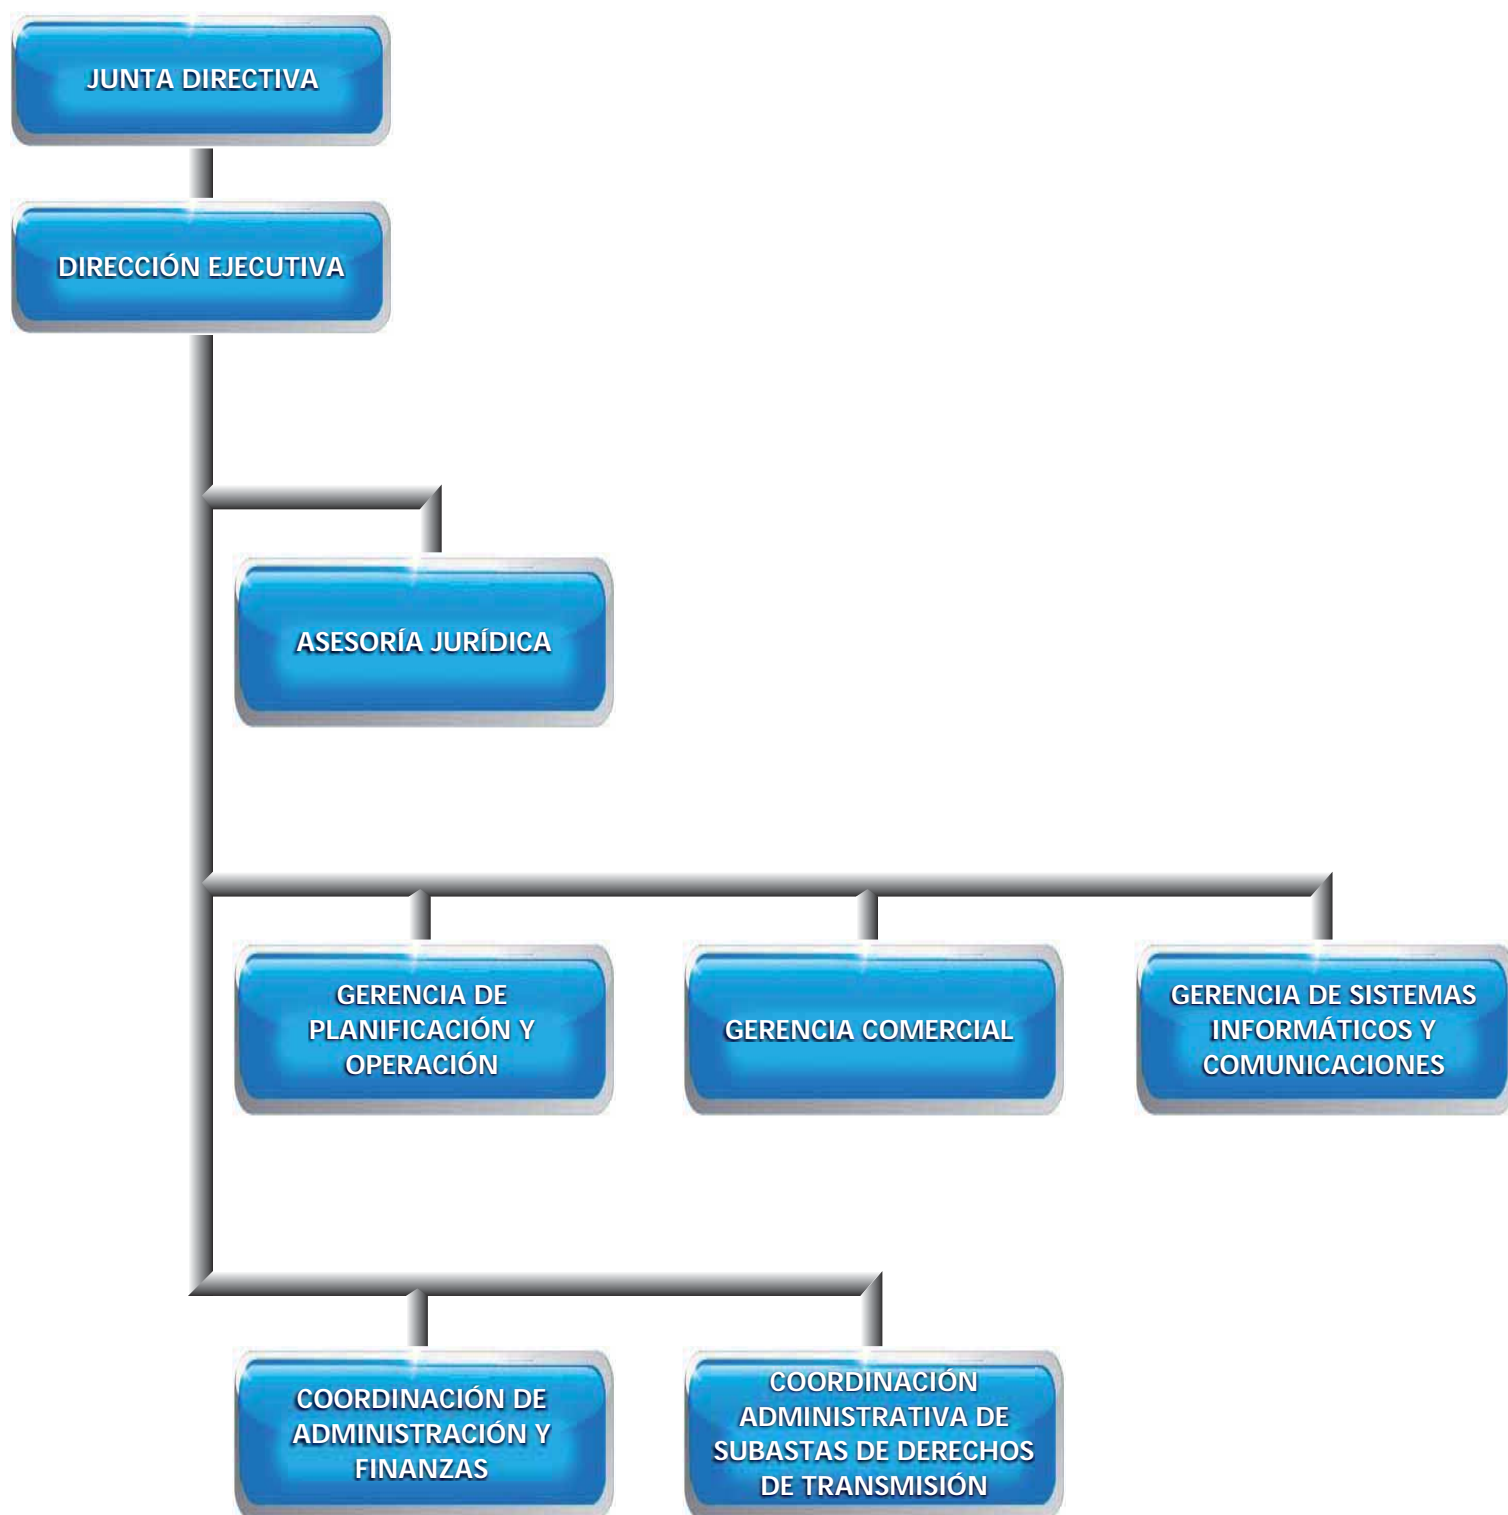 JUNTA DIRECTIVA
DIRECCIÓN EJECUTIVA
ASESORÍA JURÍDICA
GERENCIA DE
PLANIFICACIÓN Y
OPERACIÓN
GERENCIA COMERCIAL
GERENCIA DE SISTEMAS
INFORMÁTICOS Y
COMUNICACIONES
COORDINACIÓN DE
ADMINISTRACIÓN Y
FINANZAS
COORDINACIÓN
ADMINISTRATIVA DE
SUBASTAS DE DERECHOS
DE TRANSMISIÓN